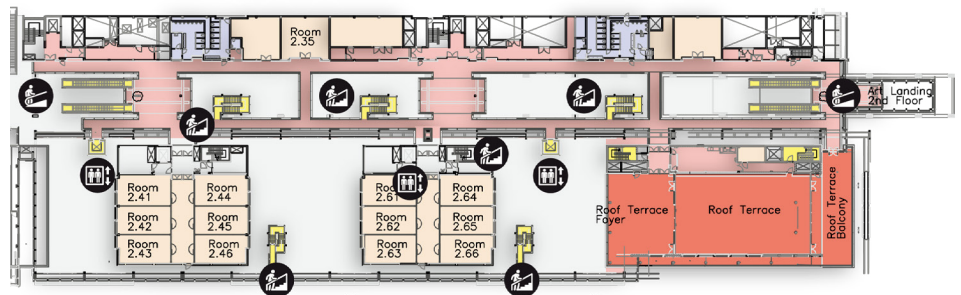 Room
2.35
Art Landing
2nd Floor
Room
2.41
Room
2.44
Room
2.61
Room
2.64
Room
2.42
Room
2.45
Room
2.62
Room
2.65
Room
2.43
Room
2.46
Room
2.63
Room
2.66
Roof Terrace
Foyer
Roof Terrace
Roof Terrace
Balcony